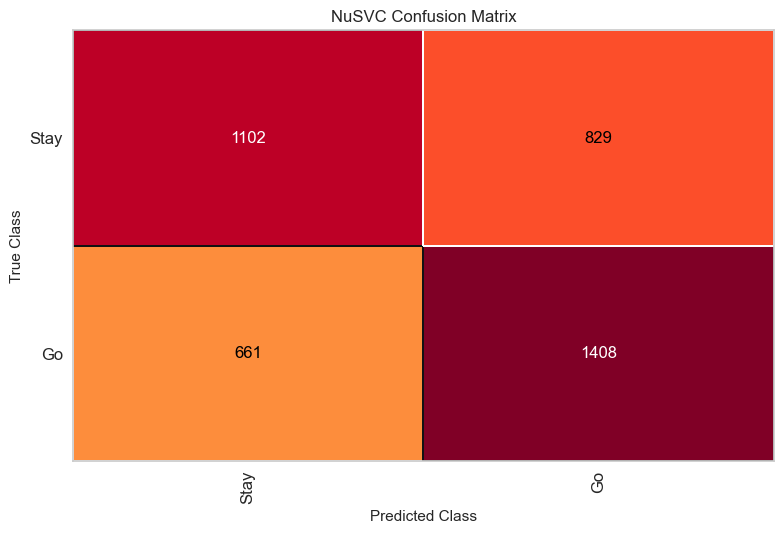 NuSVC Confusion Matrix
True Class
Stay
1102
829
Go
661
1408
Stay
Go
Predicted Class